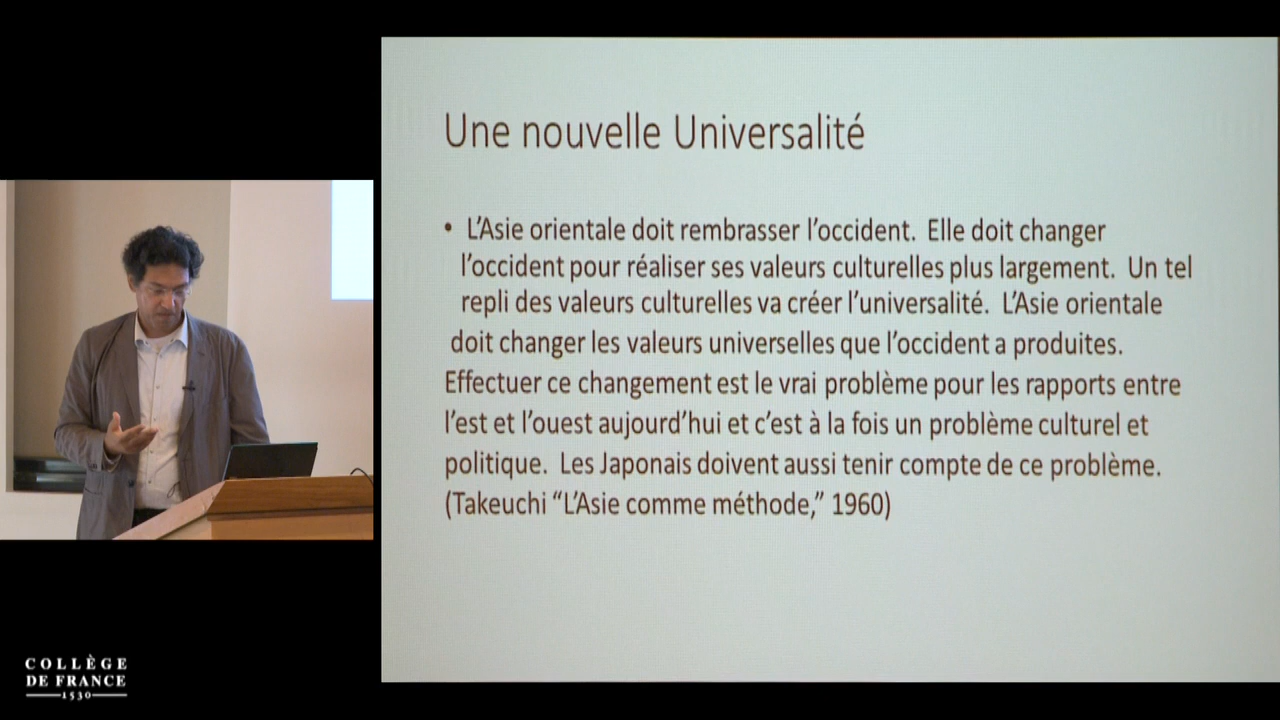 Une nouvelle Universalité
• L’Asie orientale doit rembrasser l’occident. Elle doit changer
l’occident pour réaliser ses valeurs culturelles plus largement. Un tel
repli des valeurs culturelles va créer l’universalité. L’Asie orientale
doit changer les valeurs universelles que l’occident a produites.
Effectuer ce changement est le vrai problème pour les rapports entre
l’est et l’ouest aujourd’hui et c’est à la fois un problème culturel et
politique. Les Japonais doivent aussi tenir compte de ce problème.
(Takeuchi “L’Asie comme méthode,” 1960)
COLLÈGE
DE FRANCE
1530